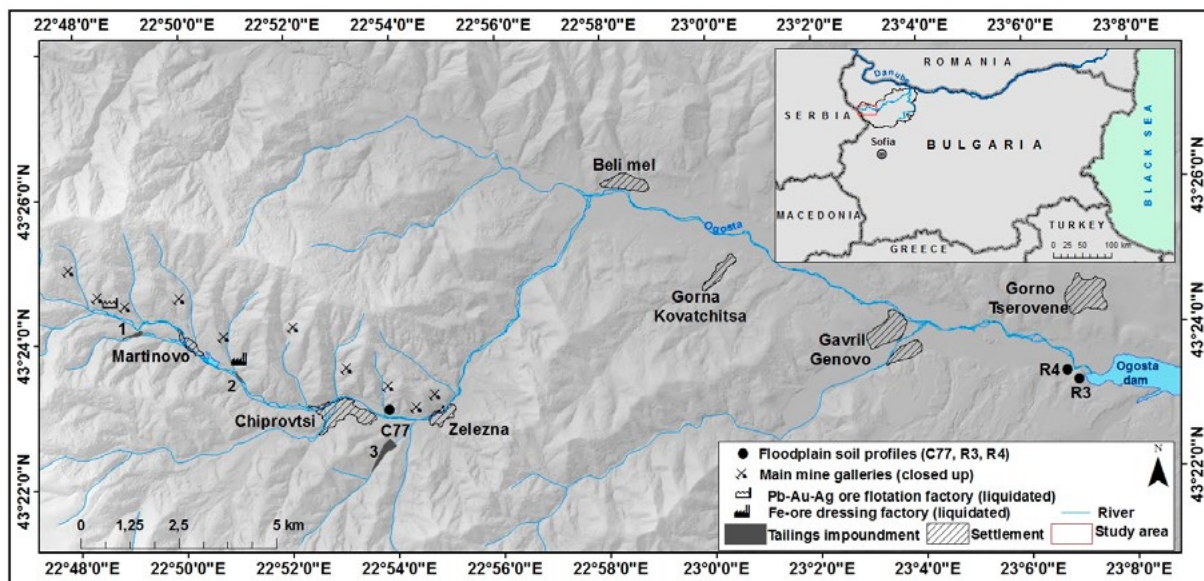 22°48'0"E 22°50'0"E 22°52'0"E 22°54'0"E 22°56'0"E 22°58'0"E 23°0'0"E 23°2'0"E 23°4'0"E 23°6'0"E 23°8'0"E
ROMANIA
Danube
SERBIA
Sofia
BULGARIA
BLACK SEA
MACEDONIA
GREECE
TURKEY
0 25 50 100 km
43°26'0"N
43°24'0"N
43°22'0"N
43°26'0"N
43°24'0"N
43°22'0"N
Beli mel
Ogosta
Gorna
Kovatchitsa
Gorno
Tserovene
Gavril
Genovo
R4
R3
Ogosta
dam
1
Martinovo
2
Chiprovtsi
C77
Zelezna
3
N
Floodplain soil profiles (C77, R3, R4)
Main mine galleries (closed up)
Pb-Au-Ag ore flotation factory (liquidated)
Fe-ore dressing factory (liquidated)
River
Tailings impoundment
Settlement
Study area
0 1,25 2,5 5 km
22°48'0"E 22°50'0"E 22°52'0"E 22°54'0"E 22°56'0"E 22°58'0"E 23°0'0"E 23°2'0"E 23°4'0"E 23°6'0"E 23°8'0"E